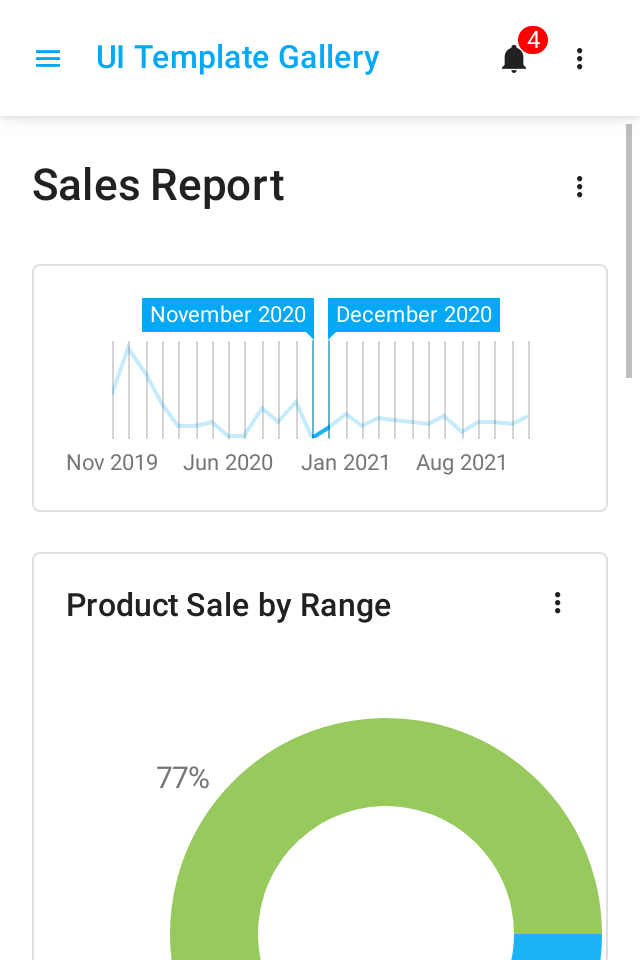 UI Template Gallery
4
Sales Report
November 2020
December 2020
Nov 2019
Jun 2020
Jan 2021
Aug 2021
Product Sale by Range
77%